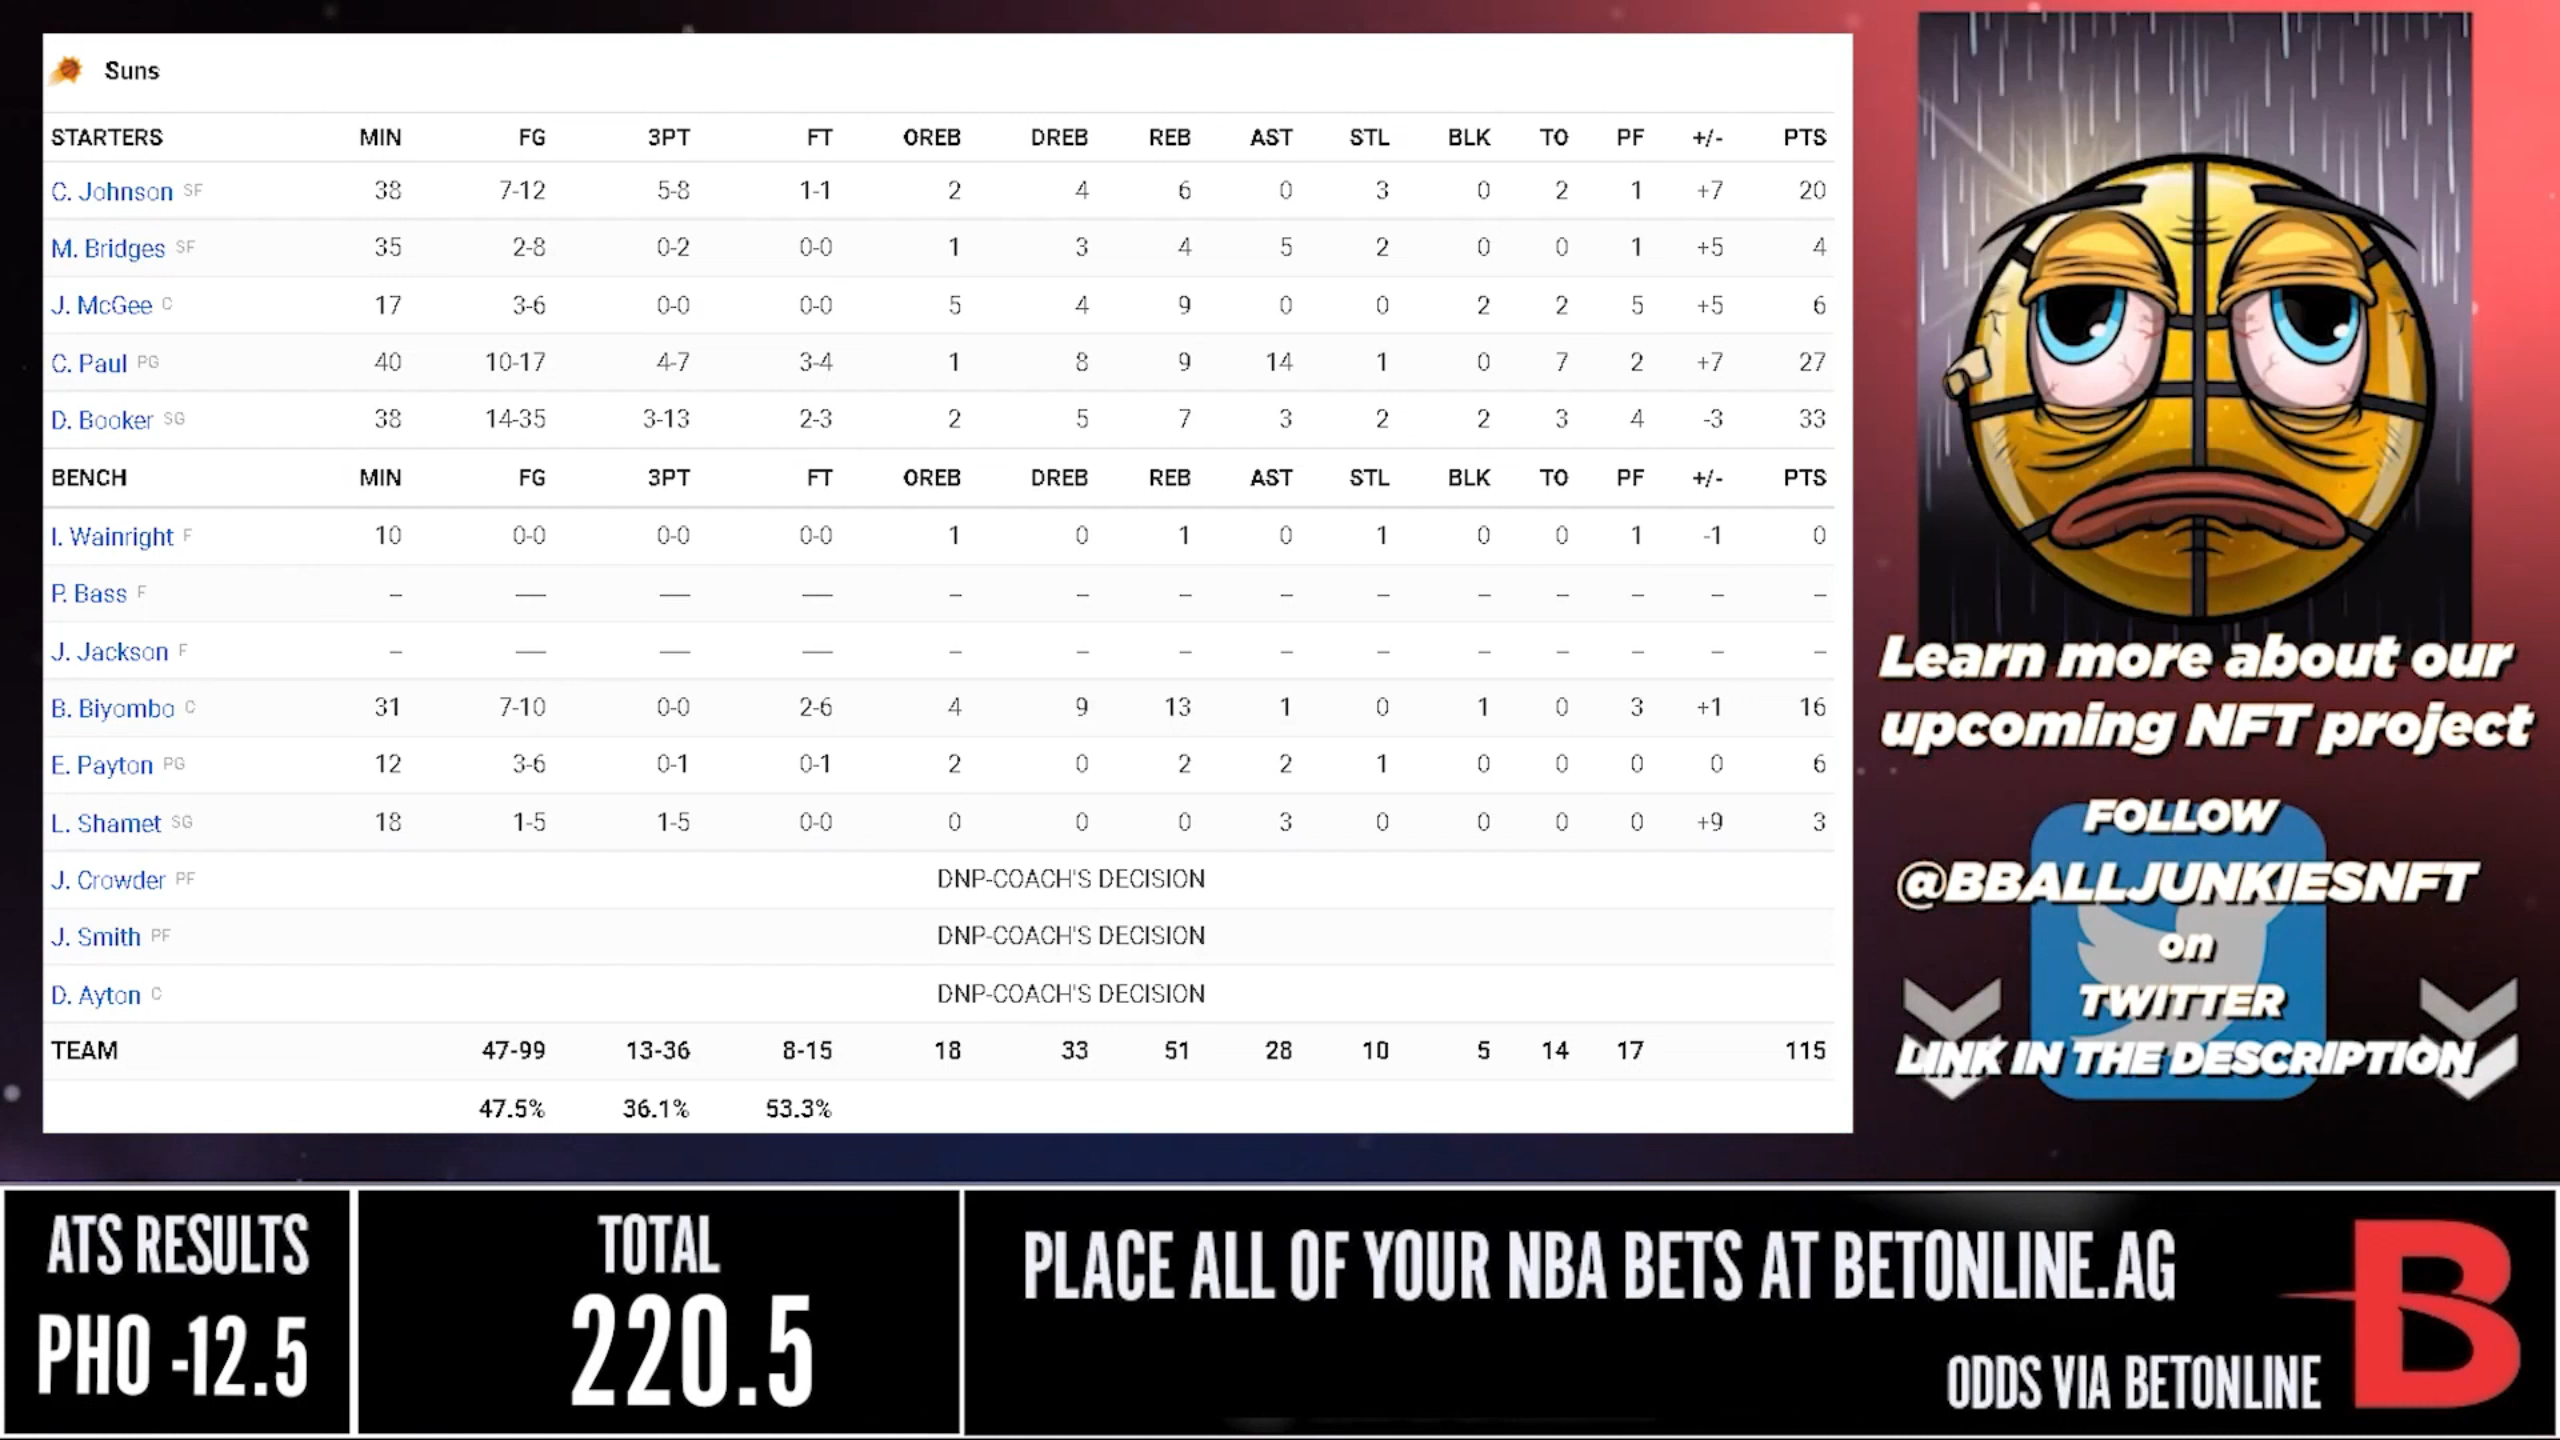 Suns
STARTERS MIN FG 3PT FT OREB DREB REB AST STL BLK TO PF +/- PTS
C. Johnson SF 38 7-12 5-8 1-1 2 4 6 0 3 0 2 1 +7 20
M. Bridges SF 35 2-8 0-2 0-0 1 3 4 5 2 0 0 1 +5 4
J. McGee C 17 3-6 0-0 0-0 5 4 9 0 0 2 2 5 +5 6
C. Paul PG 40 10-17 4-7 3-4 1 8 9 14 1 0 7 2 +7 27
D. Booker SG 38 14-35 3-13 2-3 2 5 7 3 2 2 3 4 -3 33
BENCH MIN FG 3PT FT OREB DREB REB AST STL BLK TO PF +/- PTS
I. Wainright F 10 0-0 0-0 0-0 1 0 1 0 1 0 0 1 -1 0
P. Bass F – — — — – – – – – – – – – –
J. Jackson F – — — — – – – – – – – – – –
B. Biyombo C 31 7-10 0-0 2-6 4 9 13 1 0 1 0 3 +1 16
E. Payton PG 12 3-6 0-1 0-1 2 0 2 2 1 0 0 0 0 6
L. Shamet SG 18 1-5 1-5 0-0 0 0 0 3 0 0 0 0 +9 3
J. Crowder PF DNP-COACH'S DECISION
J. Smith PF DNP-COACH'S DECISION
D. Ayton C DNP-COACH'S DECISION
TEAM 47-99 13-36 8-15 18 33 51 28 10 5 14 17 115
47.5% 36.1% 53.3%
Learn more about our
upcoming NFT project
FOLLOW
@BBALLJUNKIESNFT
on
TWITTER
LINK IN THE DESCRIPTION
ATS RESULTS
PHO -12.5
TOTAL
220.5
PLACE ALL OF YOUR NBA BETS AT BETONLINE.AG
ODDS VIA BETONLINE
B